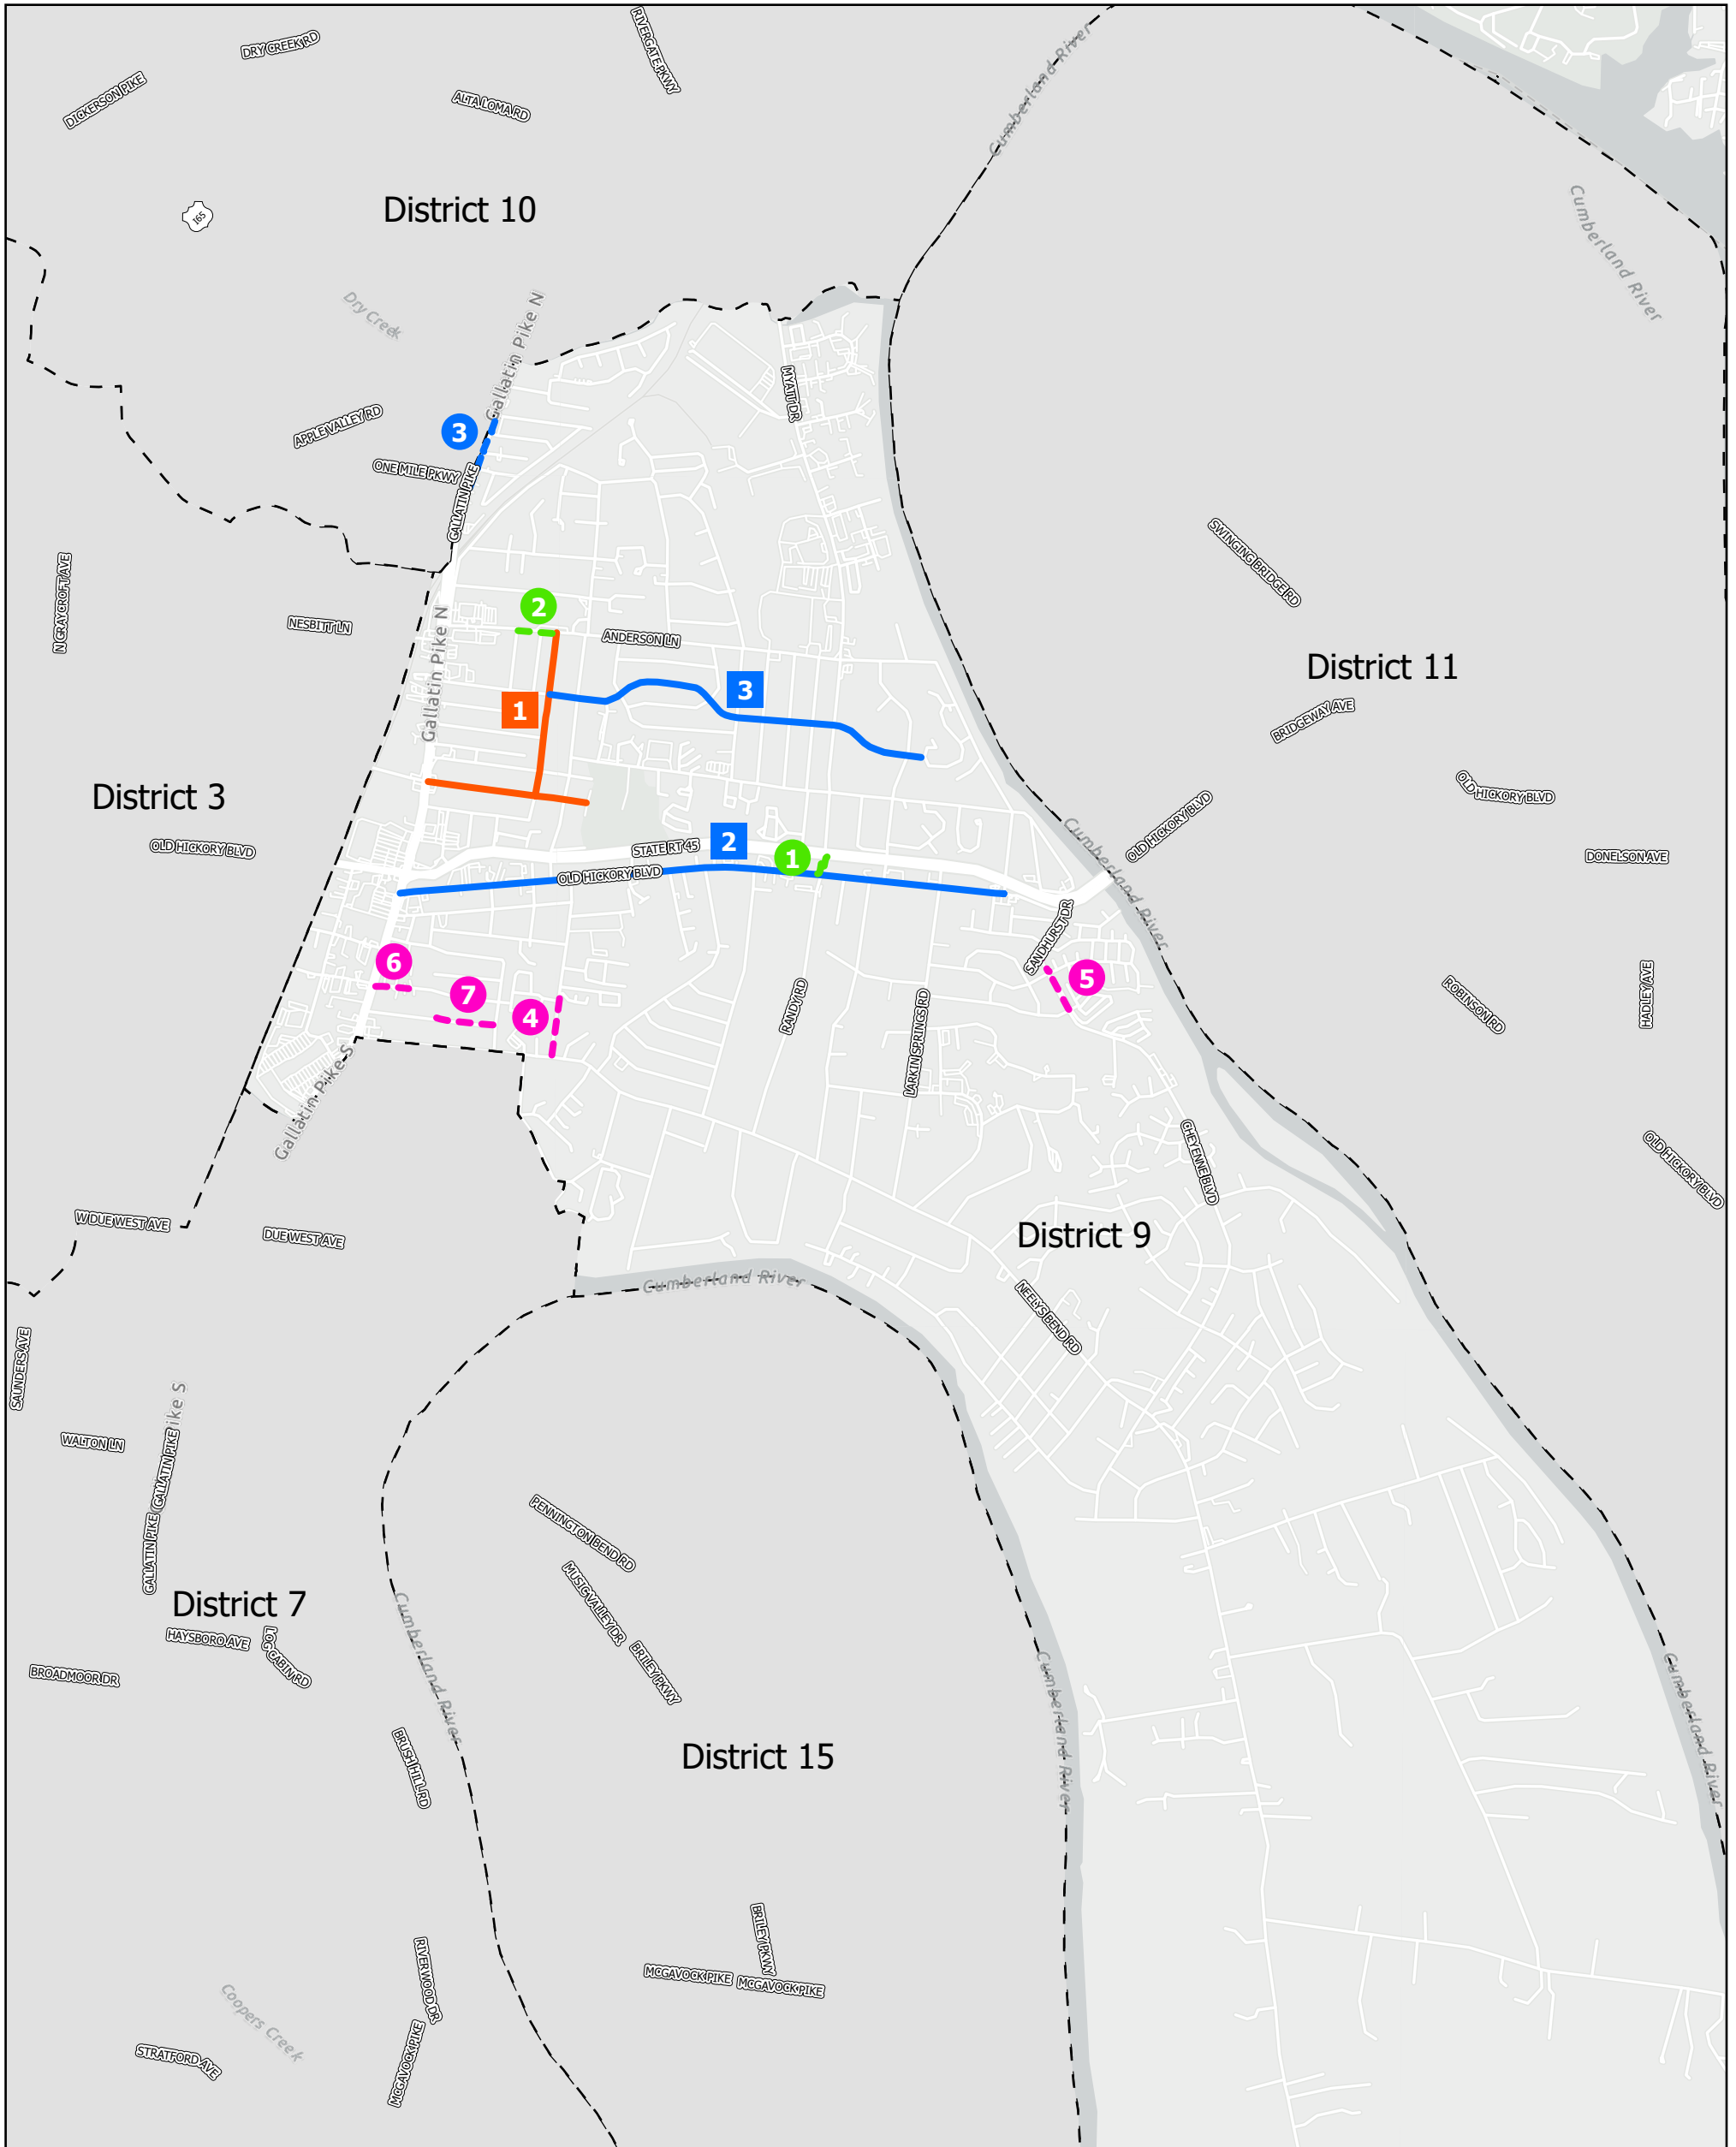 DRY CREEK RD
RIVERGATE PKWY
DICKERSON PIKE
ALTA LOMA RD
Cumberland River
I65
District 10
Cumberland River
Dry Creek
Gallatin Pike N
MYATT DR
APPLE VALLEY RD
3
ONE MILE PKWY
GALLATIN PIKE
SWINGING BRIDGE RD
N GRAYCROFT AVE
NESBITT LN
2
ANDERSON LN
Gallatin Pike N
District 11
3
1
BRIDGEWAY AVE
District 3
OLD HICKORY BLVD
OLD HICKORY BLVD
OLD HICKORY BLVD
STATE RT 45
2
1
Cumberland River
DONELSON AVE
OLD HICKORY BLVD
SANDHURST DR
6
5
7
4
RANDY RD
LARKIN SPRINGS RD
ROBINSON RD
HADLEY AVE
Gallatin Pike S
CHEYENNE BLVD
OLD HICKORY BLVD
W DUE WEST AVE
DUE WEST AVE
District 9
Cumberland River
NEELYS BEND RD
SAUNDERS AVE
Gallatin Pike S
WALTON LN
GALLATIN PIKE
GALLATIN PIKE
PENNINGTON BEND RD
MUSIC VALLEY DR
District 7
HAYSBORO AVE
LOG CABIN RD
BRILEY PKWY
BROADMOOR DR
Cumberland River
Cumberland River
Cumberland River
BRUSH HILL RD
District 15
BRILEY PKWY
MCGAVOCK PIKE
MCGAVOCK PIKE
RIVERWOOD DR
Coopers Creek
MCGAVOCK PIKE
STRATFORD AVE